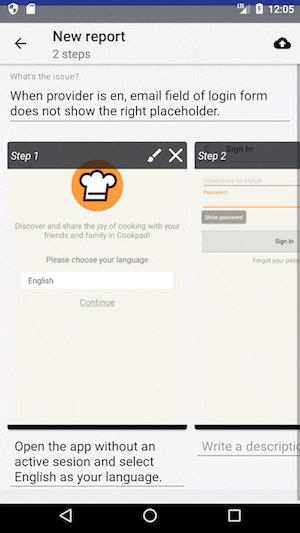 LTE 12:05
New report
2 steps
What's the issue?
When provider is en, email field of login form
does not show the right placeholder.
Step 1
Step 2
Discover and share the joy of cooking with your
friends and family in Cookpad!
Please choose your language
English
Continue
Sign In
Username or email
Password
Show password
Sign In
Forgot your
Open the app without an
active sesion and select
English as your language.
Write a descriptio